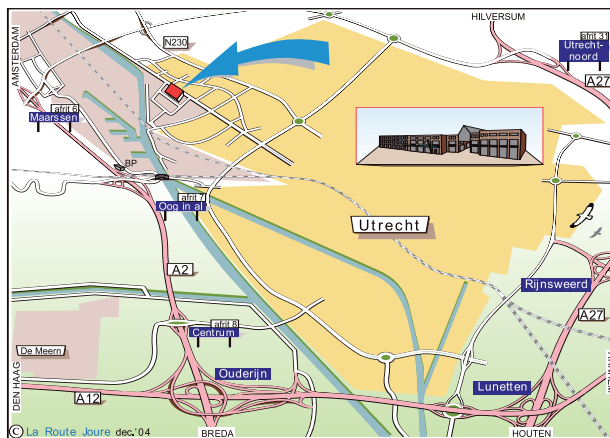 HILVERSUM
afrit 31
Utrecht-
noord
N230
AMSTERDAM
A27
afrit 6
Maarssen
BP
afrit 7
Oog in al
Utrecht
A2
Rijnsweerd
A27
afrit 8
Centrum
De Meern
Ouderijn
Lunetten
DEN HAAG
A12
© La Route Joure dec.'04
BREDA
HOUTEN